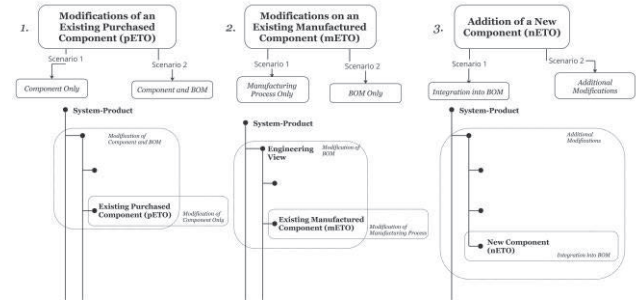 1.
Modifications of an
Existing Purchased
Component (pETO)
Scenario 1
Scenario 2
Component Only
Component and BOM
System-Product
Modification of
Component and BOM
Existing Purchased
Component (pETO)
Modification of
Component Only
2.
Modifications on an
Existing Manufactured
Component (mETO)
Scenario 1
Scenario 2
Manufacturing
Process Only
BOM Only
System-Product
Engineering
View
Modification of
BOM
Existing Manufactured
Component (mETO)
Modification of
Manufacturing Process
3.
Addition of a New
Component (nETO)
Scenario 1
Scenario 2
Integration into BOM
Additional
Modifications
System-Product
Additional
Modifications
New Component
(nETO)
Integration into BOM